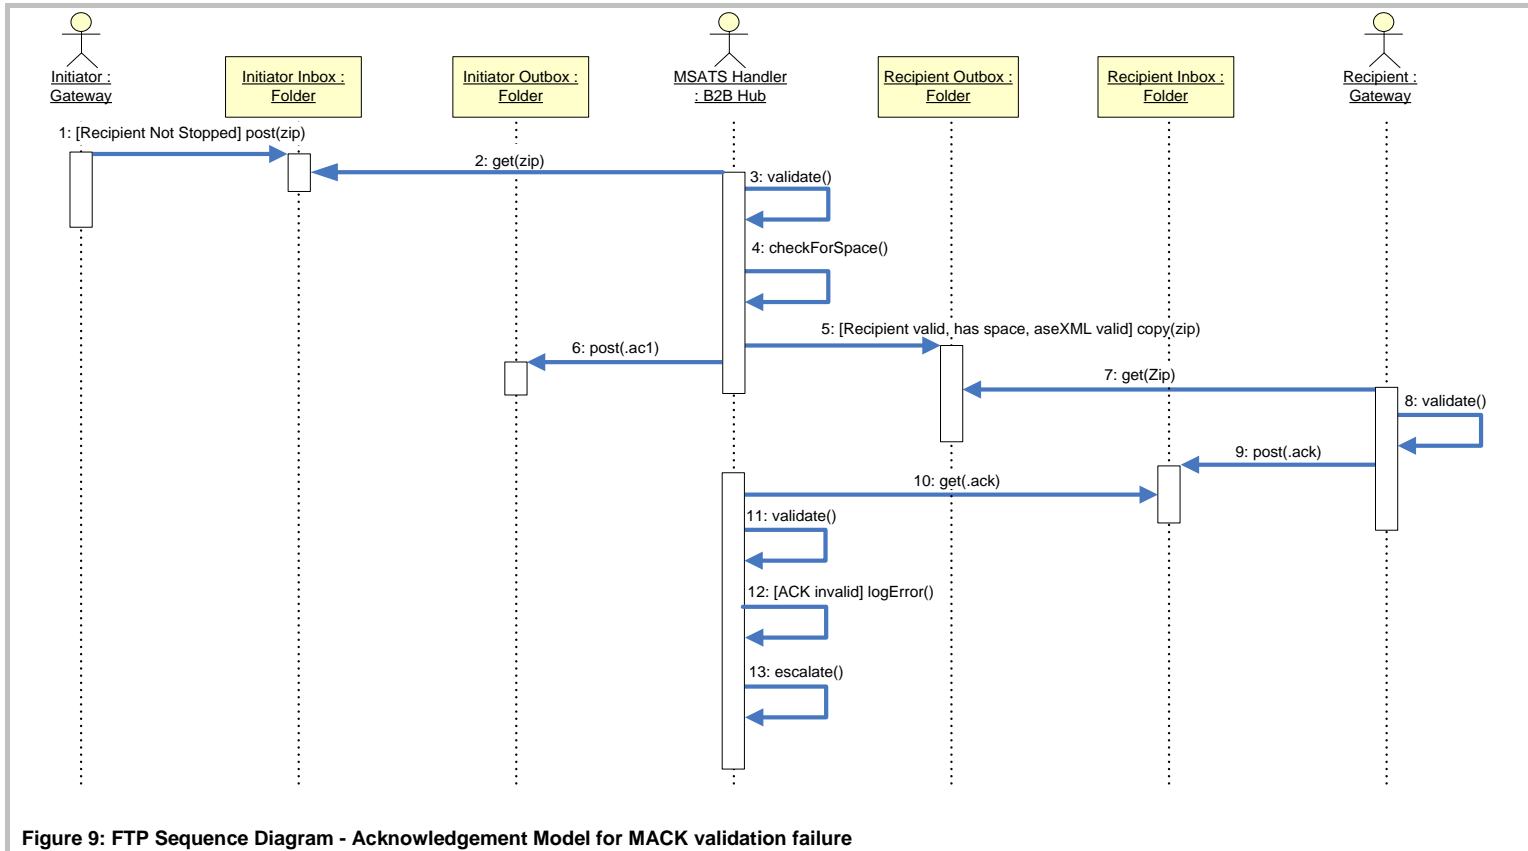 Initiator :
Gateway
Initiator Inbox :
Folder
Initiator Outbox :
Folder
MSATS Handler
: B2B Hub
Recipient Outbox :
Folder
Recipient Inbox :
Folder
Recipient :
Gateway
1: [Recipient Not Stopped] post(zip)
2: get(zip)
3: validate()
4: checkForSpace()
5: [Recipient valid, has space, aseXML valid] copy(zip)
6: post(.ac1)
7: get(Zip)
8: validate()
9: post(.ack)
10: get(.ack)
11: validate()
12: [ACK invalid] logError()
13: escalate()
Figure 9: FTP Sequence Diagram - Acknowledgement Model for MACK validation failure